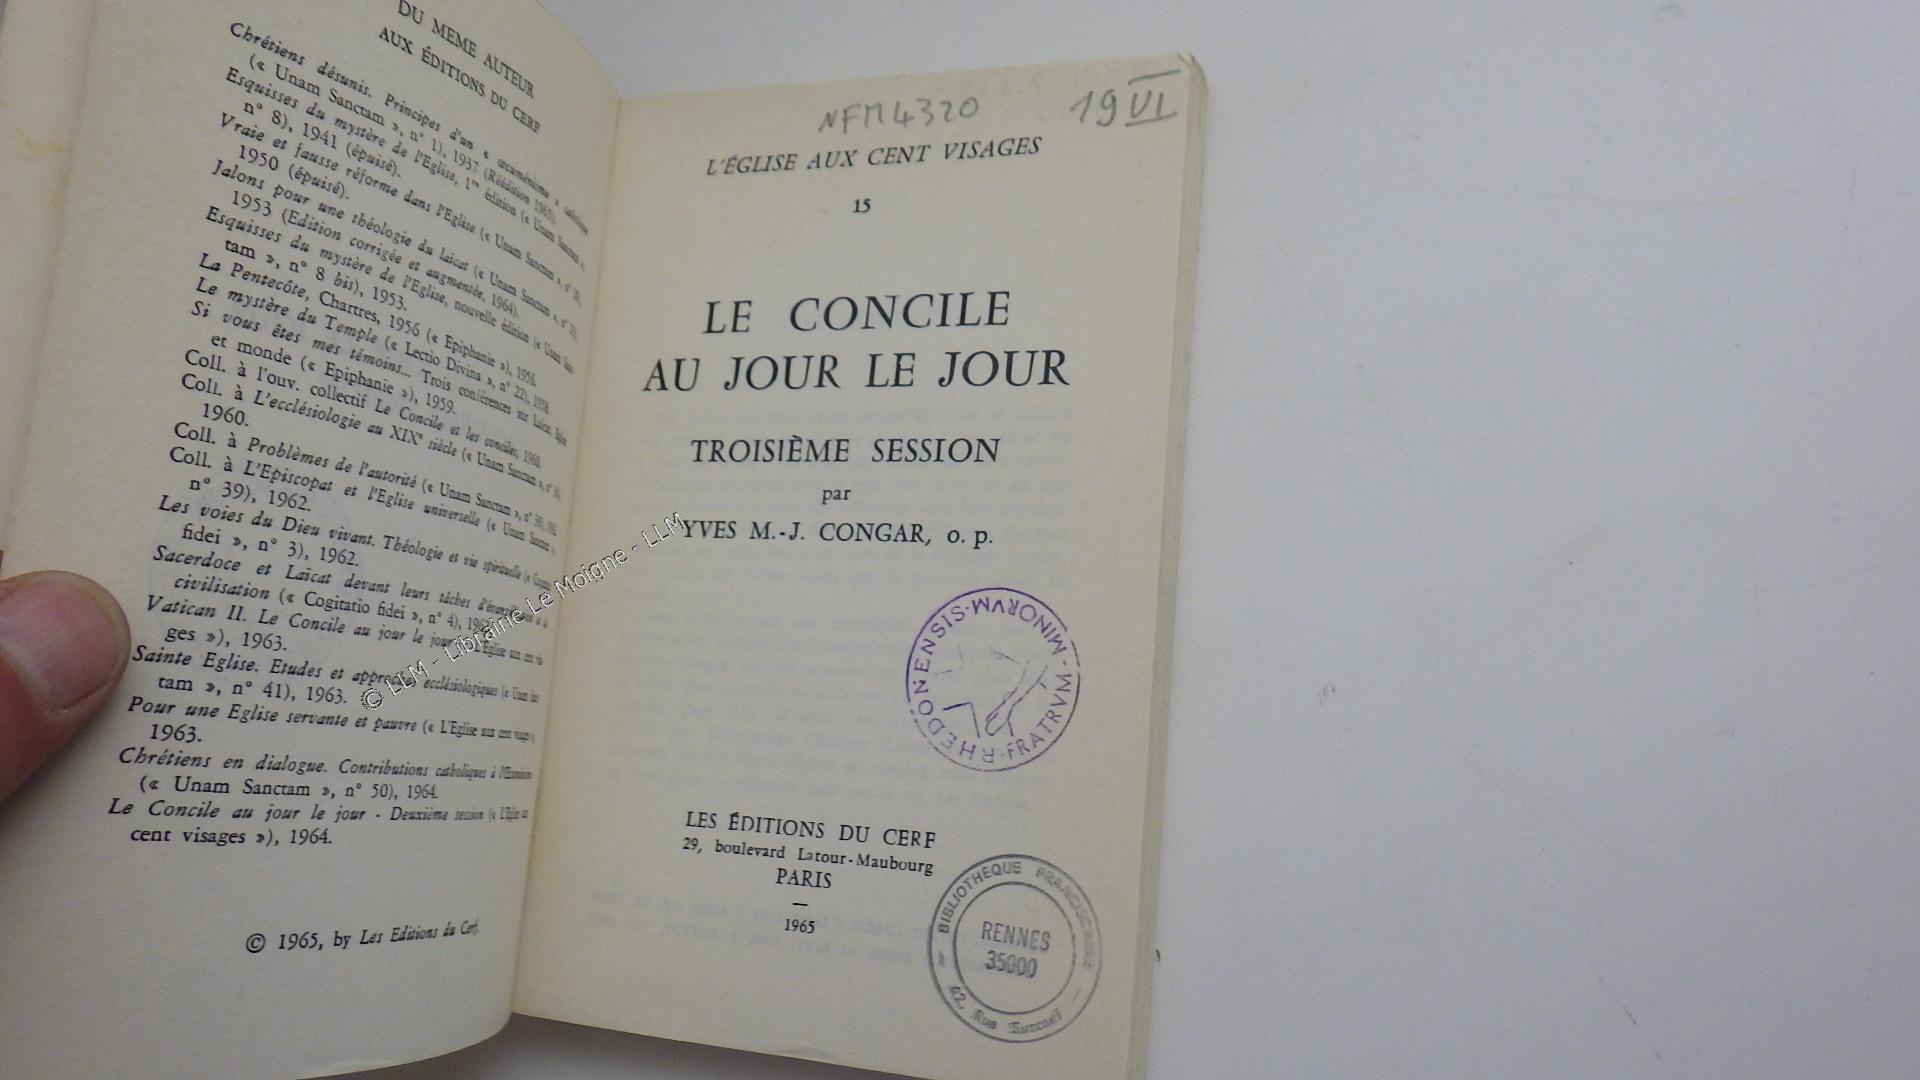 DU MEME AUTEUR
AUX ÉDITIONS DU CERF
Chrétiens désunis. Principes d'un « œcuménisme » catholique
(« Unam Sanctam », n° 1), 1937 (Réédition 1965).
Esquisses du mystère de l'Eglise, 1re édition (« Unam Sanctam »,
n° 8), 1941 (épuisé).
Vraie et fausse réforme dans l'Eglise (« Unam Sanctam », n° 20),
1950 (épuisé).
Jalons pour une théologie du laïcat (« Unam Sanctam », n° 23),
1953 (Edition corrigée et augmentée, 1964).
Esquisses du mystère de l'Eglise, nouvelle édition (« Unam Sanc-
tam », n° 8 bis), 1953.
La Pentecôte, Chartres, 1956 (« Epiphanie »), 1956.
Le mystère du Temple (« Lectio Divina », n° 22), 1958.
Si vous êtes mes témoins... Trois conférences sur Laïcat, Eglise
et monde (« Epiphanie »), 1959.
Coll. à l'ouv. collectif Le Concile et les conciles, 1960.
Coll. à L'ecclésiologie au XIXe siècle (« Unam Sanctam », n° 34),
1960.
Coll. à Problèmes de l'autorité (« Unam Sanctam », n° 38), 1962.
Coll. à L'Episcopat et l'Eglise universelle (« Unam Sanctam »,
n° 39), 1962.
Les voies du Dieu vivant. Théologie et vie spirituelle (« Cogitatio
fidei », n° 3), 1962.
Sacerdoce et Laïcat devant leurs tâches d'évangélisation et de
civilisation (« Cogitatio fidei », n° 4), 1962.
Vatican II. Le Concile au jour le jour (« L'Eglise aux cent visa-
ges »), 1963.
Sainte Eglise. Etudes et approches ecclésiologiques (« Unam Sanc-
tam », n° 41), 1963.
Pour une Eglise servante et pauvre (« L'Eglise aux cent visages »),
1963.
Chrétiens en dialogue. Contributions catholiques à l'Œcuménisme
(« Unam Sanctam », n° 50), 1964.
Le Concile au jour le jour - Deuxième session (« L'Eglise aux
cent visages »), 1964.
© 1965, by Les Editions du Cerf.
© LLM - Librairie Le Moigne - LLM
NFM4320
19 VI
L'ÉGLISE AUX CENT VISAGES
15
LE CONCILE
AU JOUR LE JOUR
TROISIÈME SESSION
par
YVES M.-J. CONGAR, o. p.
RHEDONENSIS · MINORVM · FRATRVM
LES ÉDITIONS DU CERF
29, boulevard Latour-Maubourg
PARIS
1965
BIBLIOTHÈQUE FRANCISCAINE
RENNES
35000
42, Rue Surcouf